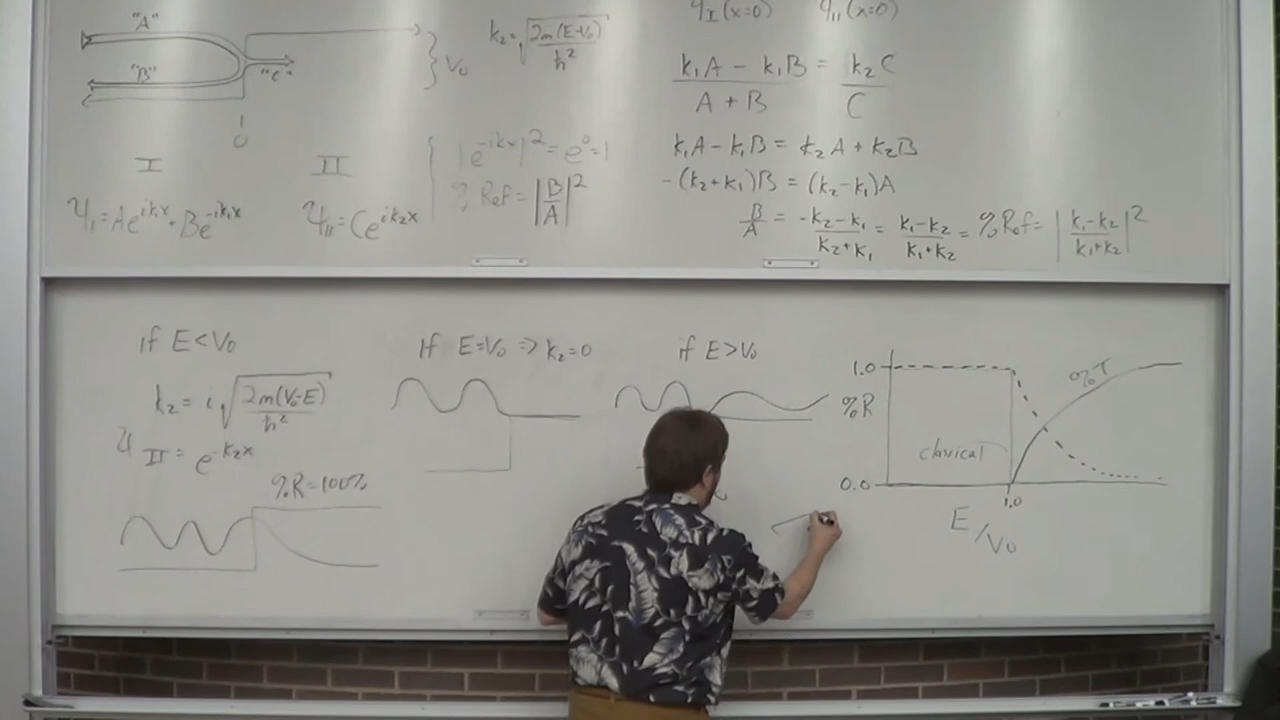 "A"
"B"
"C"
V₀
0
I
II
Ψ_I = Ae^{ik₁x} + Be^{-ik₁x}
Ψ_II = Ce^{ik₂x}
k₂ = √(2m(E-V₀)/ħ²)
|e^{-ikx}|² = e⁰ = 1
% Ref = |B/A|²
Ψ_I(x=0)
Ψ_II(x=0)
(k₁A - k₁B)/(A + B) = k₂C/C
k₁A - k₁B = k₂A + k₂B
-(k₂+k₁)B = (k₂-k₁)A
B/A = -(k₂-k₁)/(k₂+k₁) = (k₁-k₂)/(k₁+k₂) = %Ref = |(k₁-k₂)/(k₁+k₂)|²
if E < V₀
k₂ = i√(2m(V₀-E)/ħ²)
Ψ_II = e^{-k₂x}
%R = 100%
If E=V₀ ⇒ k₂=0
if E>V₀
1.0
%R
0.0
clasical
%T
1.0
E/V₀